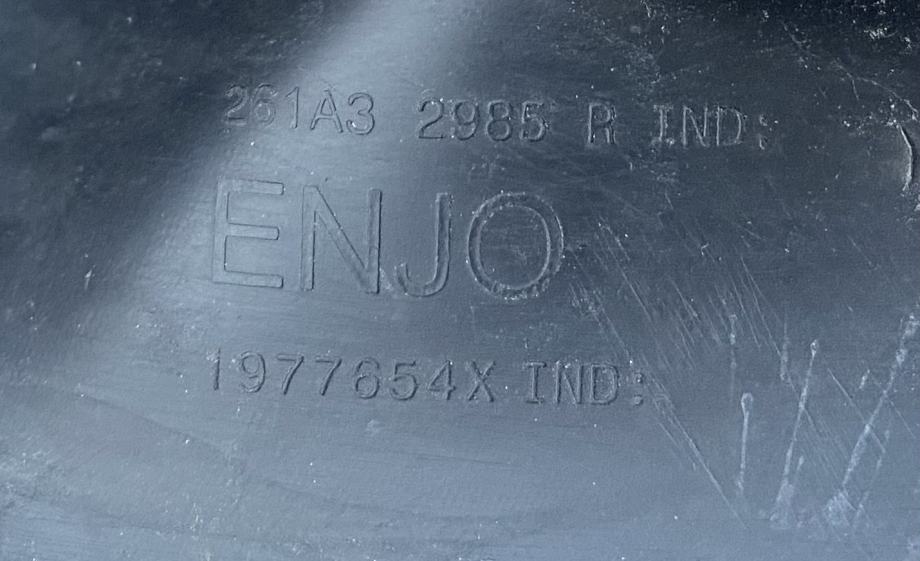 261A3 2985 R IND:
ENJO
1977654X IND: